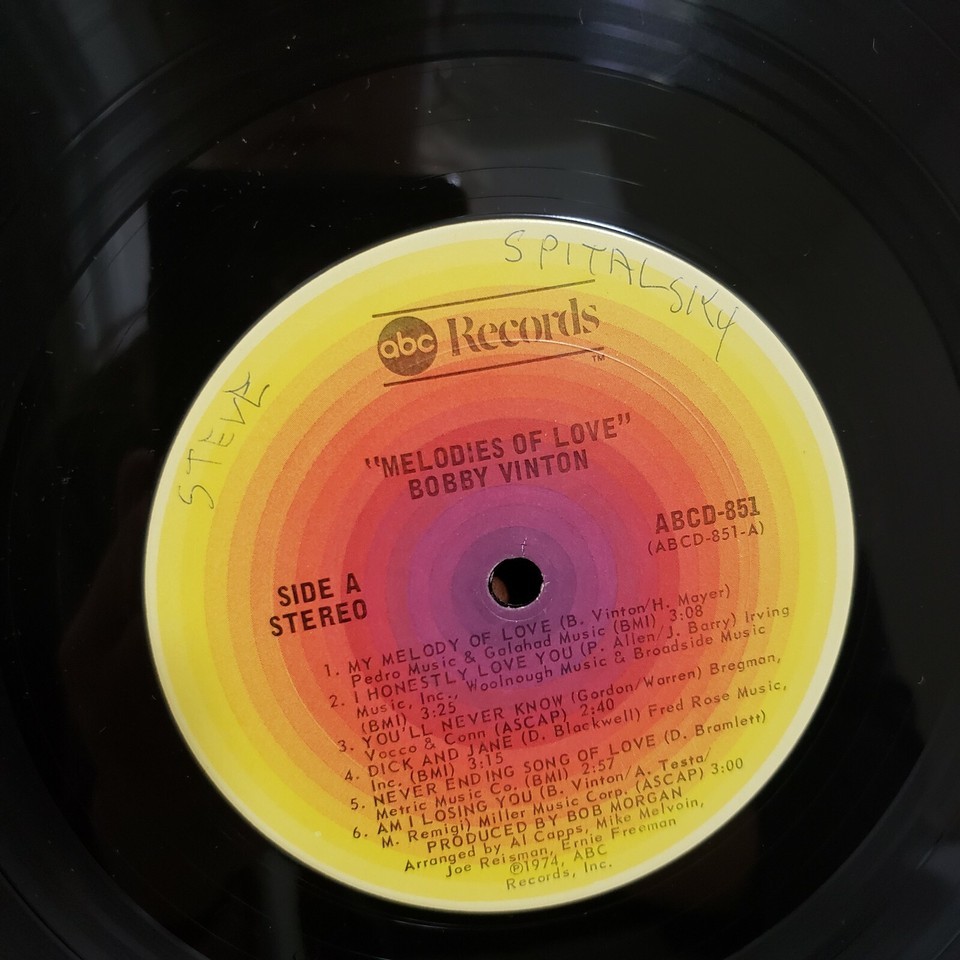 STEVE
SPITALSKY
abc Records™
"MELODIES OF LOVE"
BOBBY VINTON
ABCD-851
(ABCD-851-A)
SIDE A
STEREO
1. MY MELODY OF LOVE (B. Vinton/H. Mayer)
Pedro Music & Galahad Music (BMI) 3:08
2. I HONESTLY LOVE YOU (P. Allen/J. Barry) Irving
Music, Inc., Woolnough Music & Broadside Music
(BMI) 3:25
3. YOU'LL NEVER KNOW (Gordon/Warren) Bregman,
Vocco & Conn (ASCAP) 2:40
4. DICK AND JANE (D. Blackwell) Fred Rose Music,
Inc. (BMI) 3:15
5. NEVER ENDING SONG OF LOVE (D. Bramlett)
Metric Music Co. (BMI) 2:57
6. AM I LOSING YOU (B. Vinton/A. Testa/
M. Remigi) Miller Music Corp. (ASCAP) 3:00
PRODUCED BY BOB MORGAN
Arranged by Al Capps, Mike Melvoin,
Joe Reisman, Ernie Freeman
℗1974, ABC
Records, Inc.